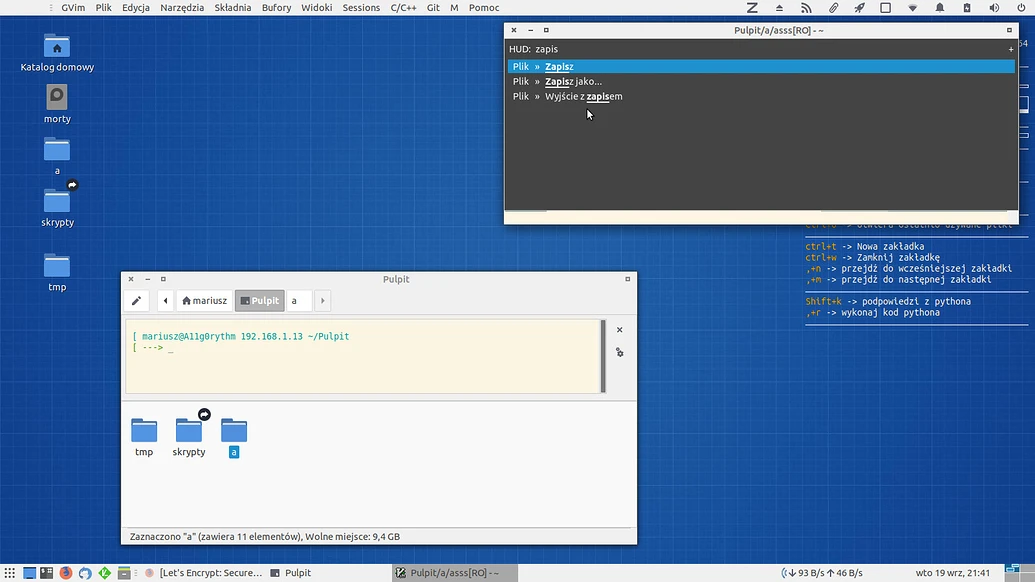 GVim Plik Edycja Narzędzia Składnia Bufory Widoki Sessions C/C++ Git M Pomoc
Katalog domowy
morty
a
skrypty
tmp
Pulpit/a/asss[RO] - ~
HUD: zapis
+
Plik » Zapisz
Plik » Zapisz jako...
Plik » Wyjście z zapisem
ctrl+t -> Nowa zakładka
ctrl+w -> Zamknij zakładkę
,+n -> przejdź do wcześniejszej zakładki
,+m -> przejdź do następnej zakładki
Shift+k -> podpowiedzi z pythona
,+r -> wykonaj kod pythona
Pulpit
mariusz Pulpit a
[ mariusz@A11g0rythm 192.168.1.13 ~/Pulpit
[ ---> _
tmp skrypty a
Zaznaczono "a" (zawiera 11 elementów), Wolne miejsce: 9,4 GB
[Let's Encrypt: Secure... Pulpit Pulpit/a/asss[RO] - ~ 93 B/s 46 B/s wto 19 wrz, 21:41